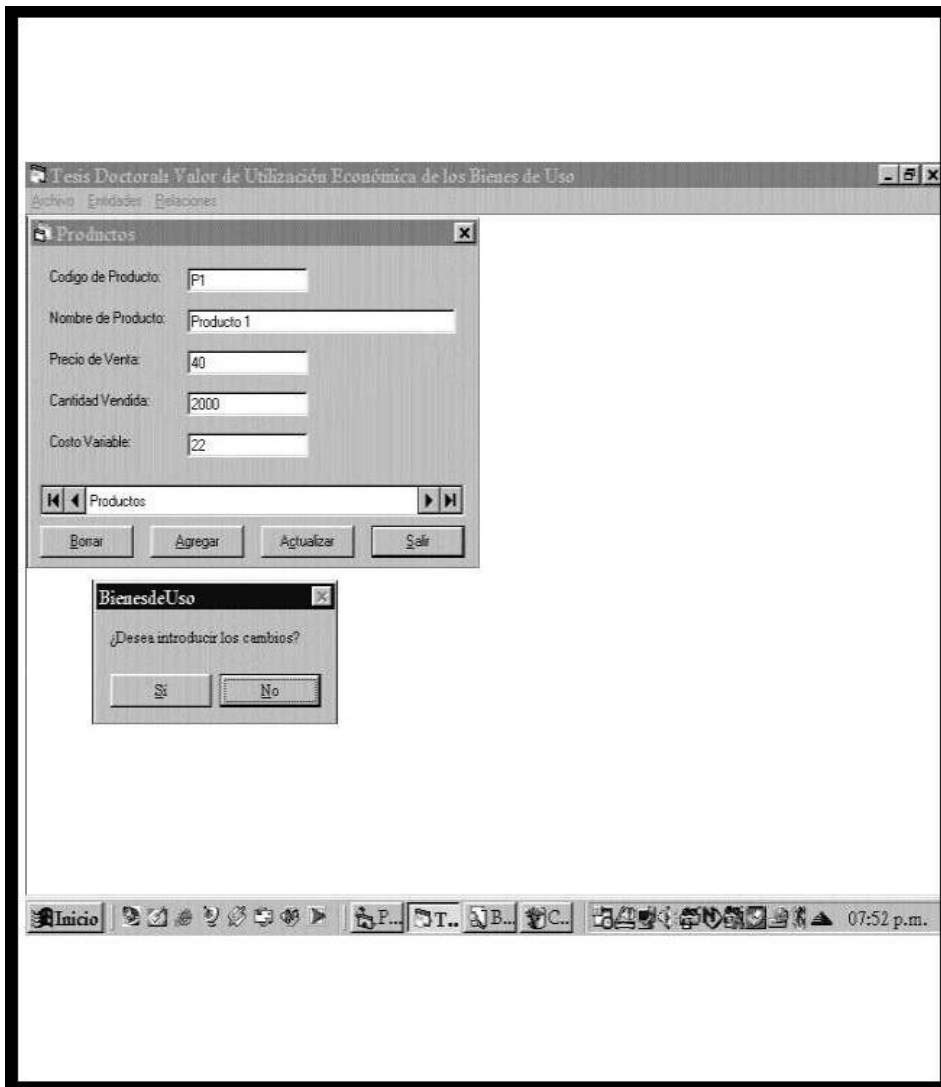 Tesis Doctoral: Valor de Utilización Económica de los Bienes de Uso
Archivo Entidades Relaciones
Productos
Codigo de Producto: P1
Nombre de Producto: Producto 1
Precio de Venta: 40
Cantidad Vendida: 2000
Costo Variable: 22
Productos
Borrar Agregar Actualizar Salir
BienesdeUso
¿Desea introducir los cambios?
Si No
Inicio P... T.. B... C.. 07:52 p.m.